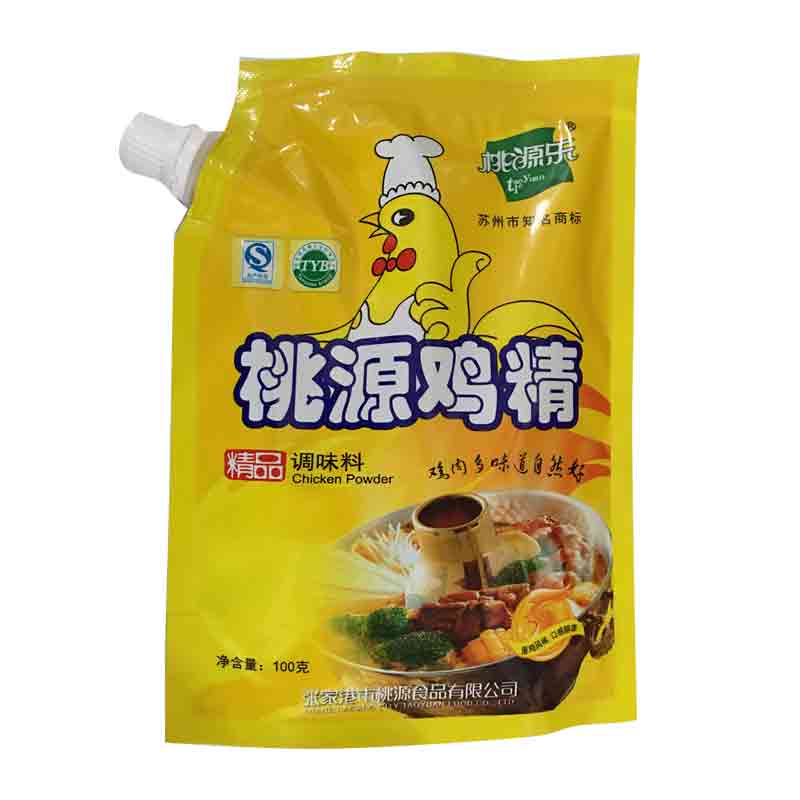 桃源乐®
taoYuan
苏州市知名商标
TYB
桃源鸡精
精品 调味料
Chicken Powder
鸡肉多味道自然好
净含量：100克
张家港市桃源食品有限公司